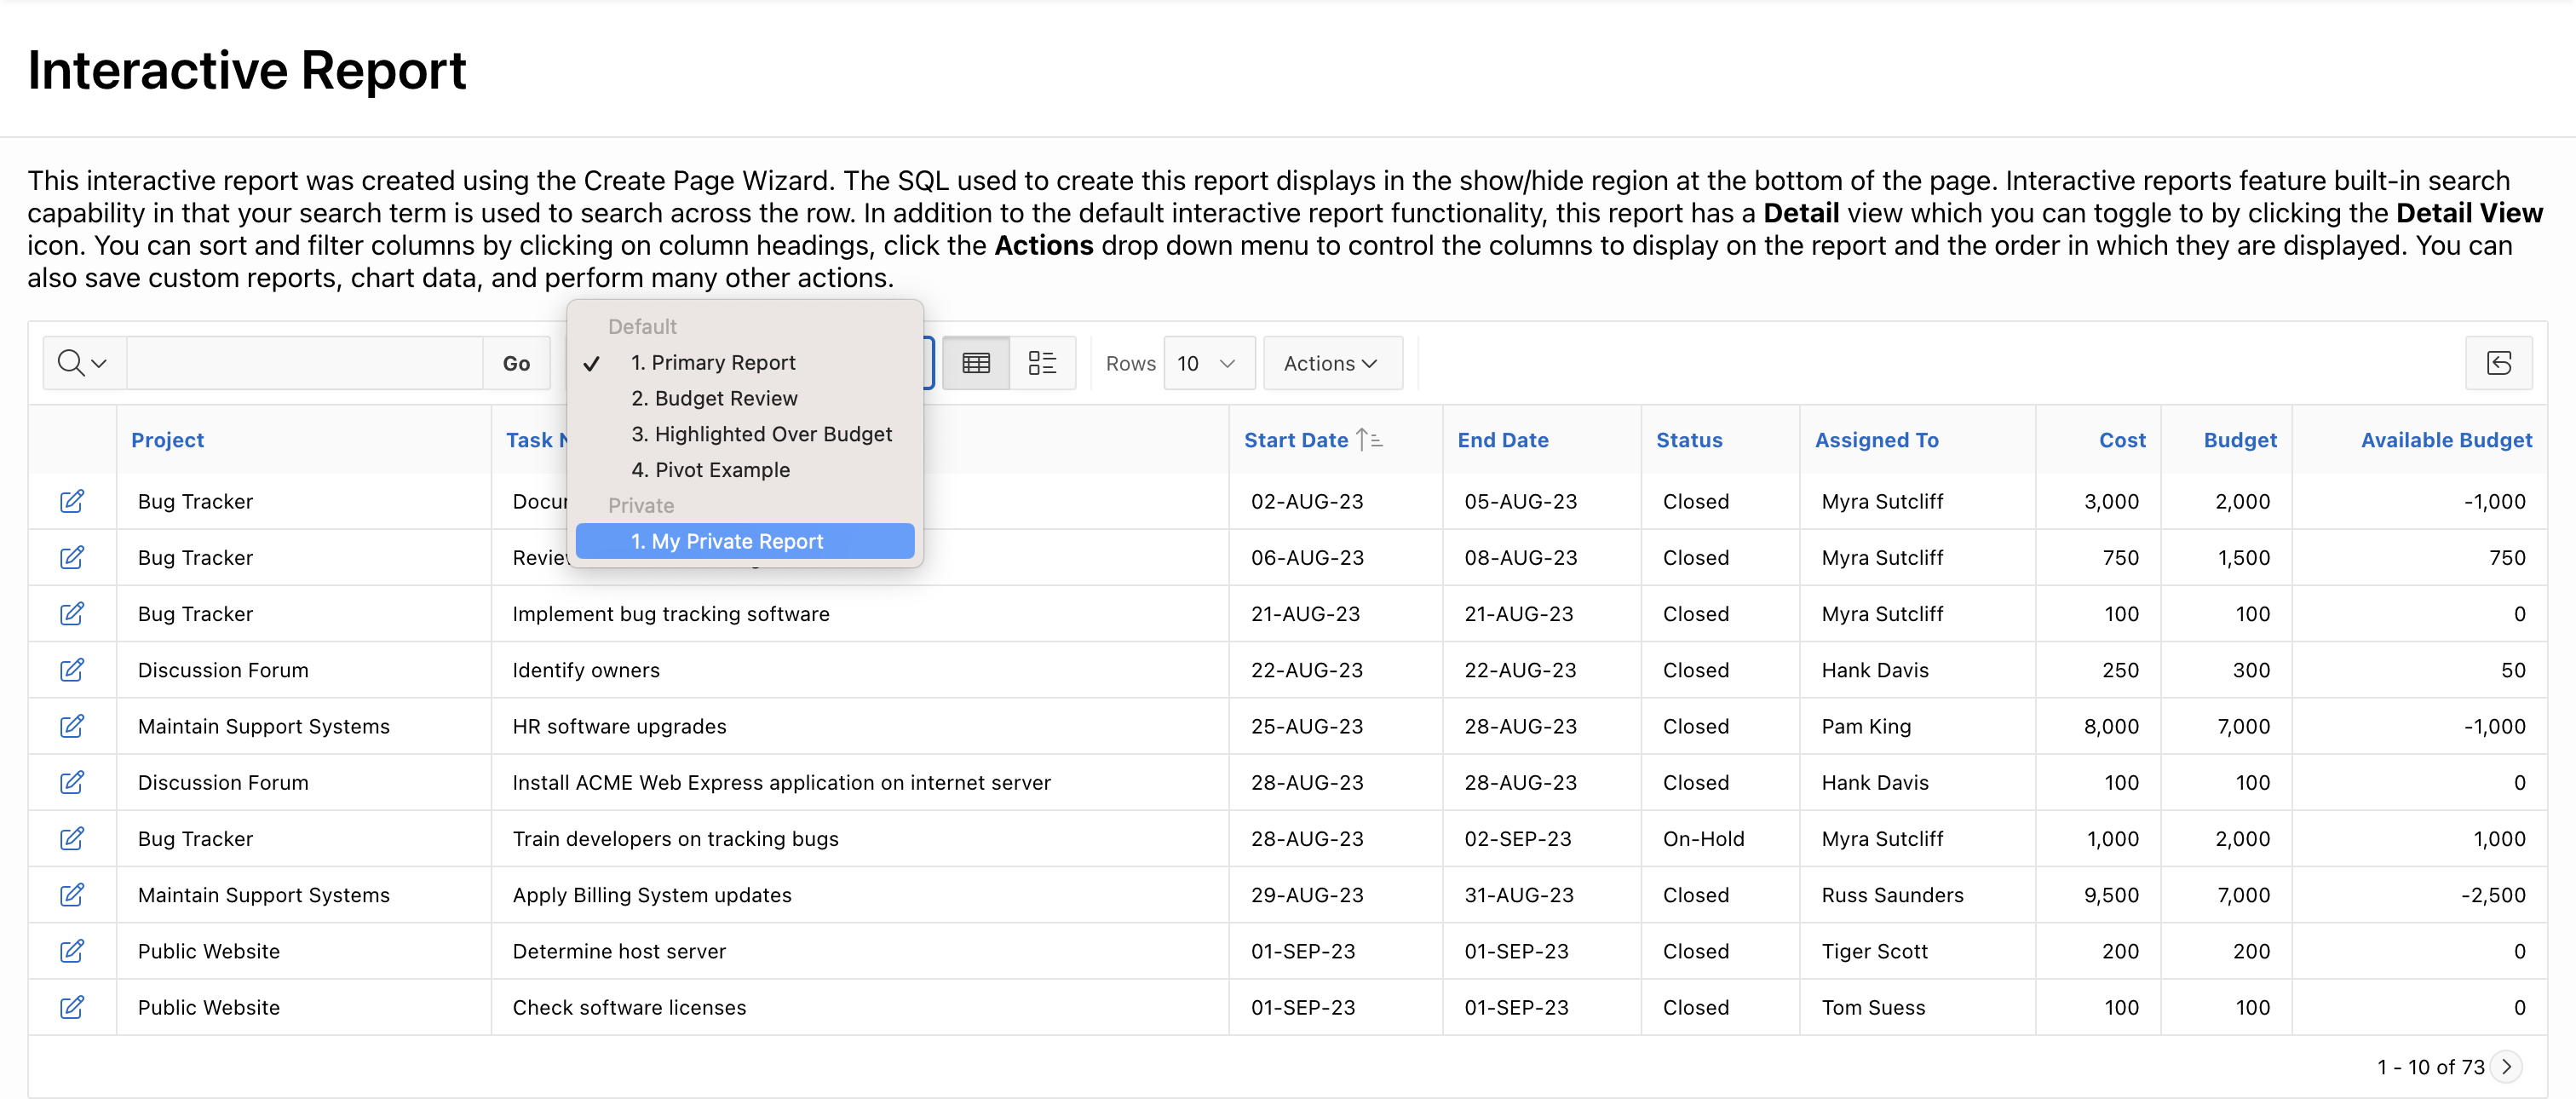 Interactive Report
This interactive report was created using the Create Page Wizard. The SQL used to create this report displays in the show/hide region at the bottom of the page. Interactive reports feature built-in search
capability in that your search term is used to search across the row. In addition to the default interactive report functionality, this report has a Detail view which you can toggle to by clicking the Detail View
icon. You can sort and filter columns by clicking on column headings, click the Actions drop down menu to control the columns to display on the report and the order in which they are displayed. You can
also save custom reports, chart data, and perform many other actions.
Go
Default
1. Primary Report
2. Budget Review
3. Highlighted Over Budget
4. Pivot Example
Private
1. My Private Report
Rows 10 Actions
Project Task Start Date End Date Status Assigned To Cost Budget Available Budget
Bug Tracker 02-AUG-23 05-AUG-23 Closed Myra Sutcliff 3,000 2,000 -1,000
Bug Tracker 06-AUG-23 08-AUG-23 Closed Myra Sutcliff 750 1,500 750
Bug Tracker Implement bug tracking software 21-AUG-23 21-AUG-23 Closed Myra Sutcliff 100 100 0
Discussion Forum Identify owners 22-AUG-23 22-AUG-23 Closed Hank Davis 250 300 50
Maintain Support Systems HR software upgrades 25-AUG-23 28-AUG-23 Closed Pam King 8,000 7,000 -1,000
Discussion Forum Install ACME Web Express application on internet server 28-AUG-23 28-AUG-23 Closed Hank Davis 100 100 0
Bug Tracker Train developers on tracking bugs 28-AUG-23 02-SEP-23 On-Hold Myra Sutcliff 1,000 2,000 1,000
Maintain Support Systems Apply Billing System updates 29-AUG-23 31-AUG-23 Closed Russ Saunders 9,500 7,000 -2,500
Public Website Determine host server 01-SEP-23 01-SEP-23 Closed Tiger Scott 200 200 0
Public Website Check software licenses 01-SEP-23 01-SEP-23 Closed Tom Suess 100 100 0
1 - 10 of 73